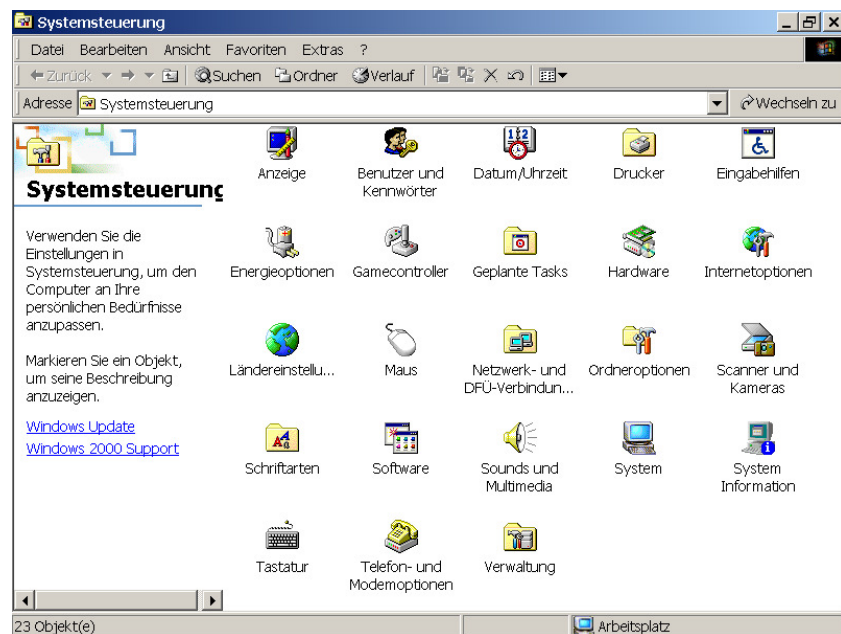 Systemsteuerung
Datei Bearbeiten Ansicht Favoriten Extras ?
Zurück Suchen Ordner Verlauf
Adresse Systemsteuerung Wechseln zu
Systemsteuerung
Verwenden Sie die
Einstellungen in
Systemsteuerung, um den
Computer an Ihre
persönlichen Bedürfnisse
anzupassen.
Markieren Sie ein Objekt,
um seine Beschreibung
anzuzeigen.
Windows Update
Windows 2000 Support
Anzeige
Benutzer und
Kennwörter
Datum/Uhrzeit
Drucker
Eingabehilfen
Energieoptionen
Gamecontroller
Geplante Tasks
Hardware
Internetoptionen
Ländereinstellu...
Maus
Netzwerk- und
DFÜ-Verbindun...
Ordneroptionen
Scanner und
Kameras
Schriftarten
Software
Sounds und
Multimedia
System
System
Information
Tastatur
Telefon- und
Modemoptionen
Verwaltung
23 Objekt(e)
Arbeitsplatz